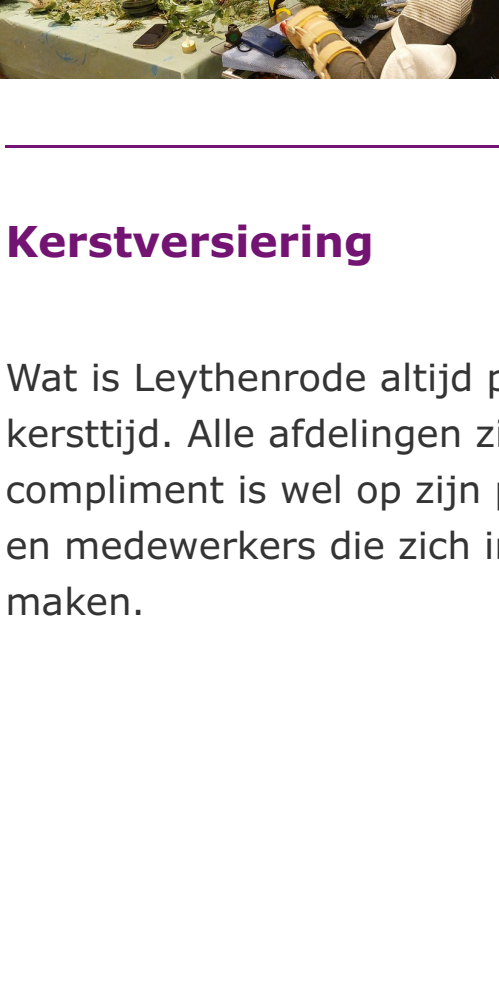 Kerstversiering
Wat is Leythenrode altijd
kersttijd. Alle afdelingen
compliment is wel op zijn
en medewerkers die zich
maken.